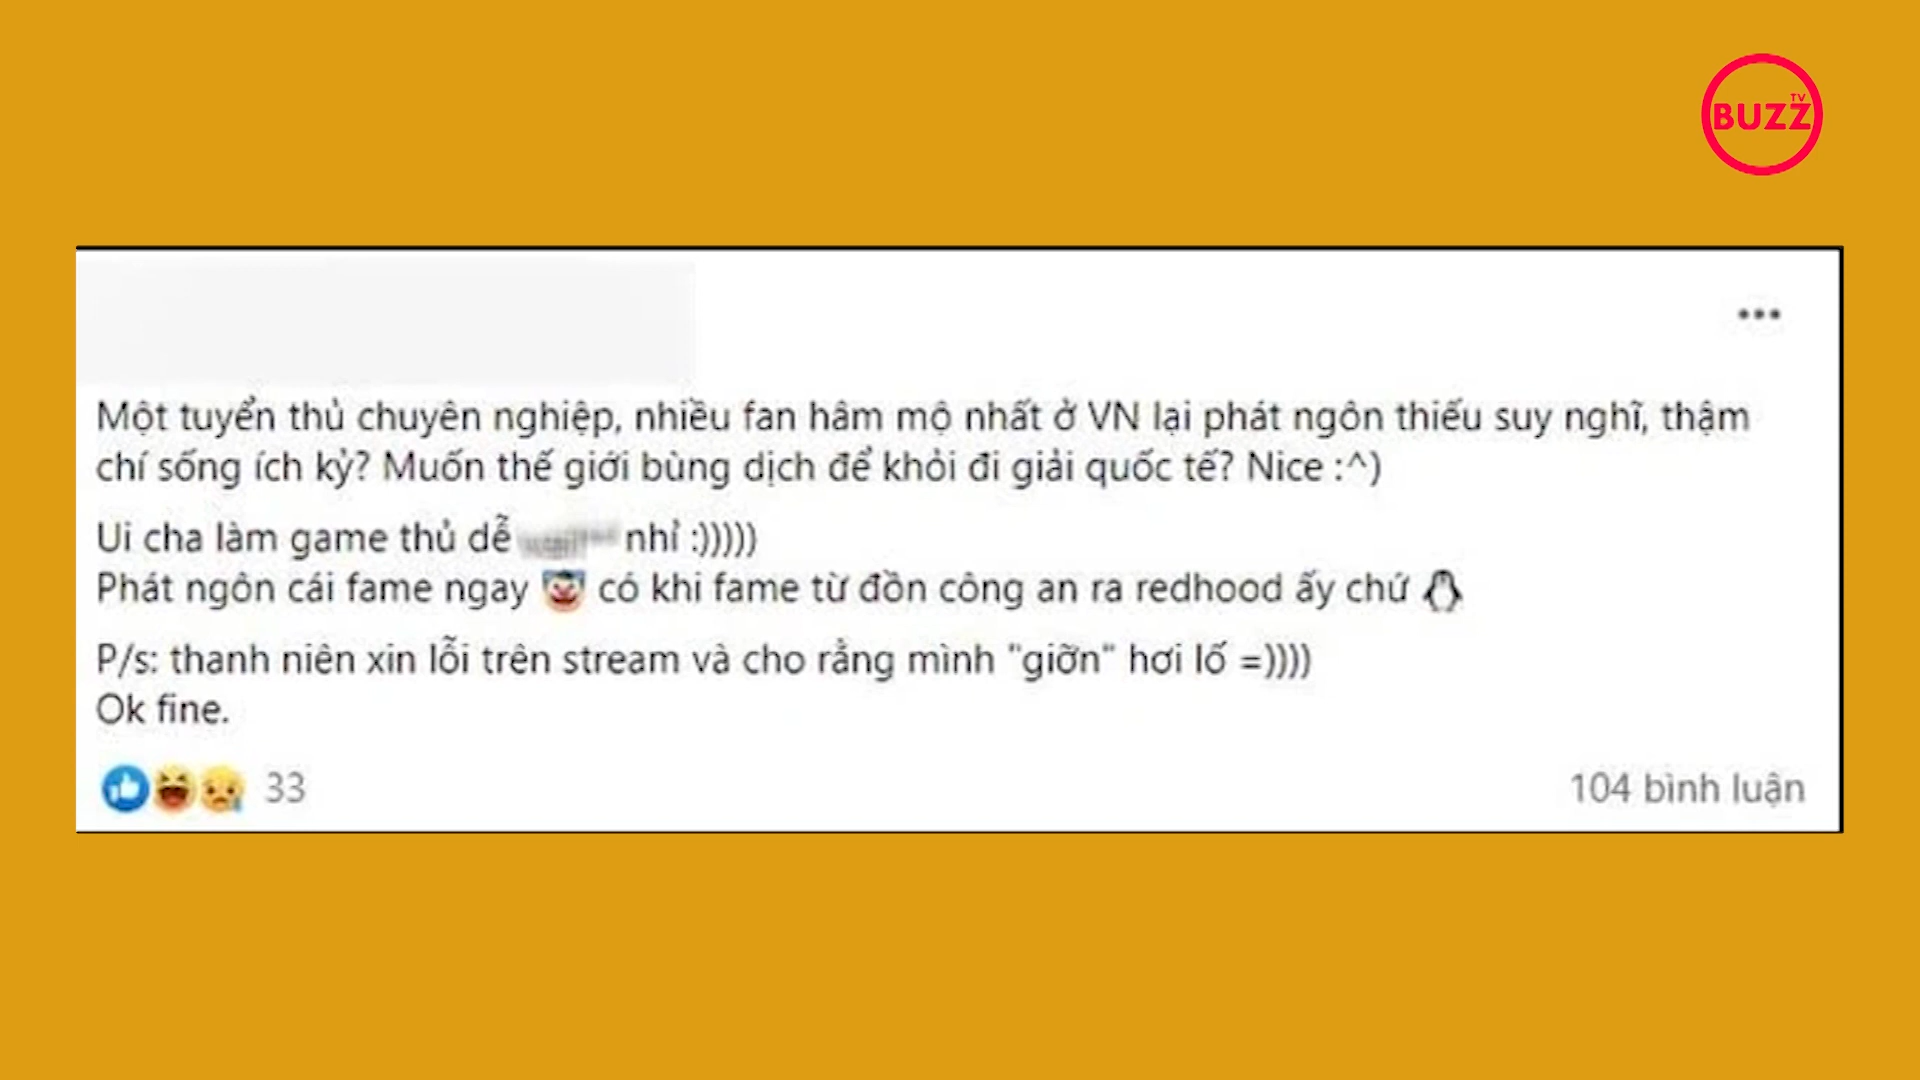 BUZZ TV
Một tuyển thủ chuyên nghiệp, nhiều fan hâm mộ nhất ở VN lại phát ngôn thiếu suy nghĩ, thậm
chí sống ích kỷ? Muốn thế giới bùng dịch để khỏi đi giải quốc tế? Nice :^)
Ui cha làm game thủ dễ nhỉ :)))))
Phát ngôn cái fame ngay 🤡 có khi fame từ đồn công an ra redhood ấy chứ 🐧
P/s: thanh niên xin lỗi trên stream và cho rằng mình "giỡn" hơi lố =))))
Ok fine.
33
104 bình luận